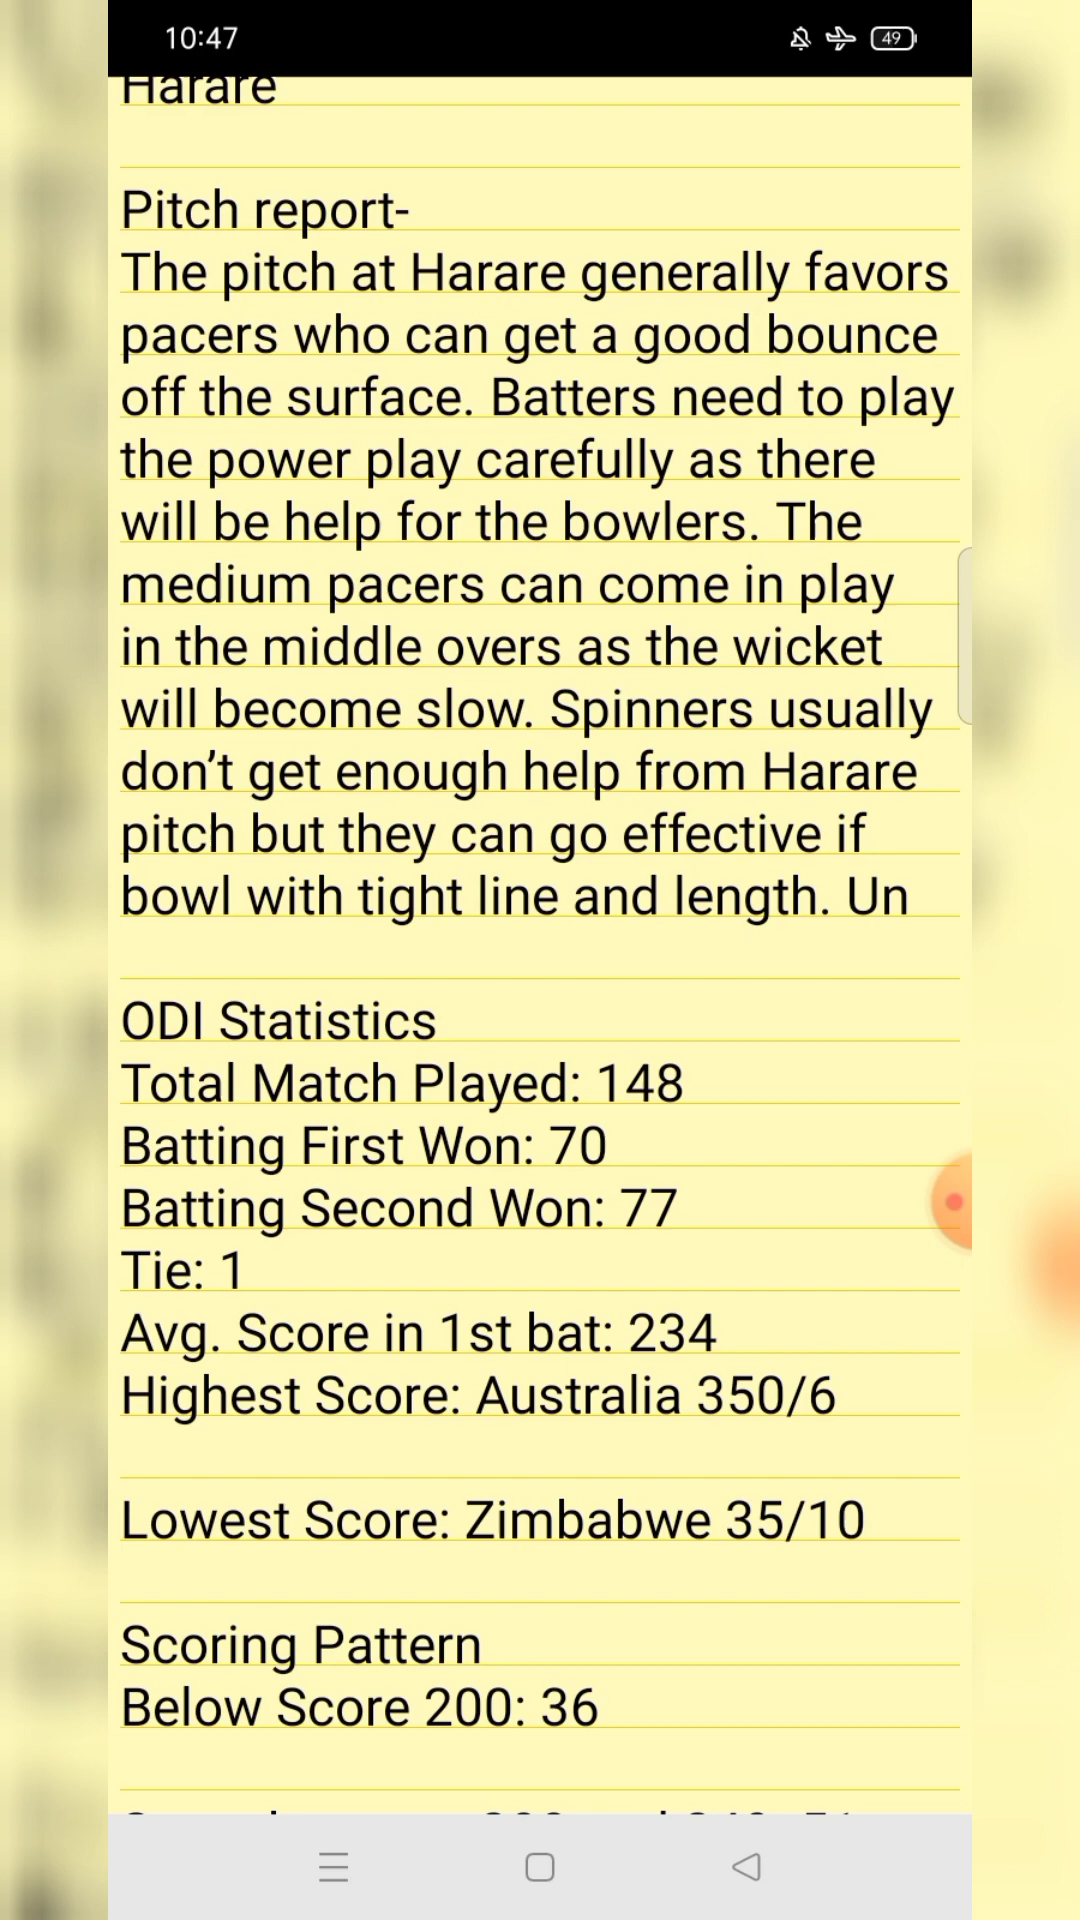 10:47
49
Harare
Pitch report-
The pitch at Harare generally favors
pacers who can get a good bounce
off the surface. Batters need to play
the power play carefully as there
will be help for the bowlers. The
medium pacers can come in play
in the middle overs as the wicket
will become slow. Spinners usually
don’t get enough help from Harare
pitch but they can go effective if
bowl with tight line and length. Un
ODI Statistics
Total Match Played: 148
Batting First Won: 70
Batting Second Won: 77
Tie: 1
Avg. Score in 1st bat: 234
Highest Score: Australia 350/6
Lowest Score: Zimbabwe 35/10
Scoring Pattern
Below Score 200: 36